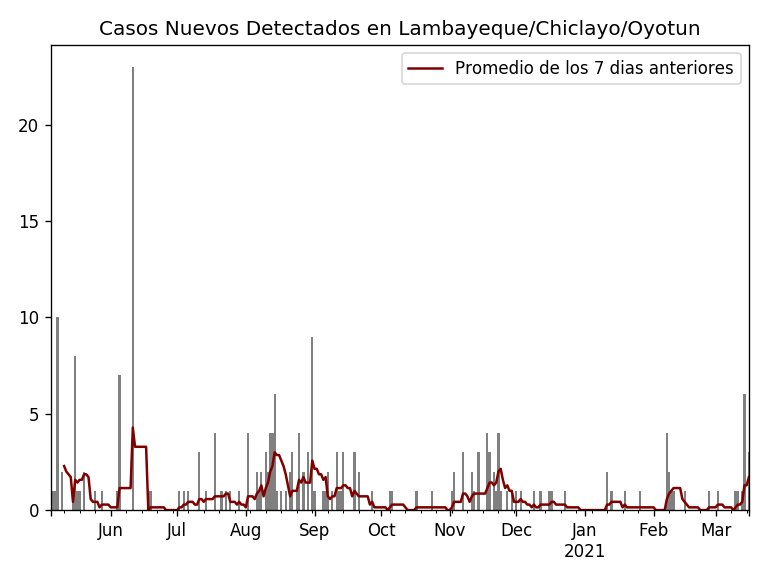 Casos Nuevos Detectados en Lambayeque/Chiclayo/Oyotun
Promedio de los 7 dias anteriores
20
15
10
5
0
Jun Jul Aug Sep Oct Nov Dec Jan Feb Mar
2021